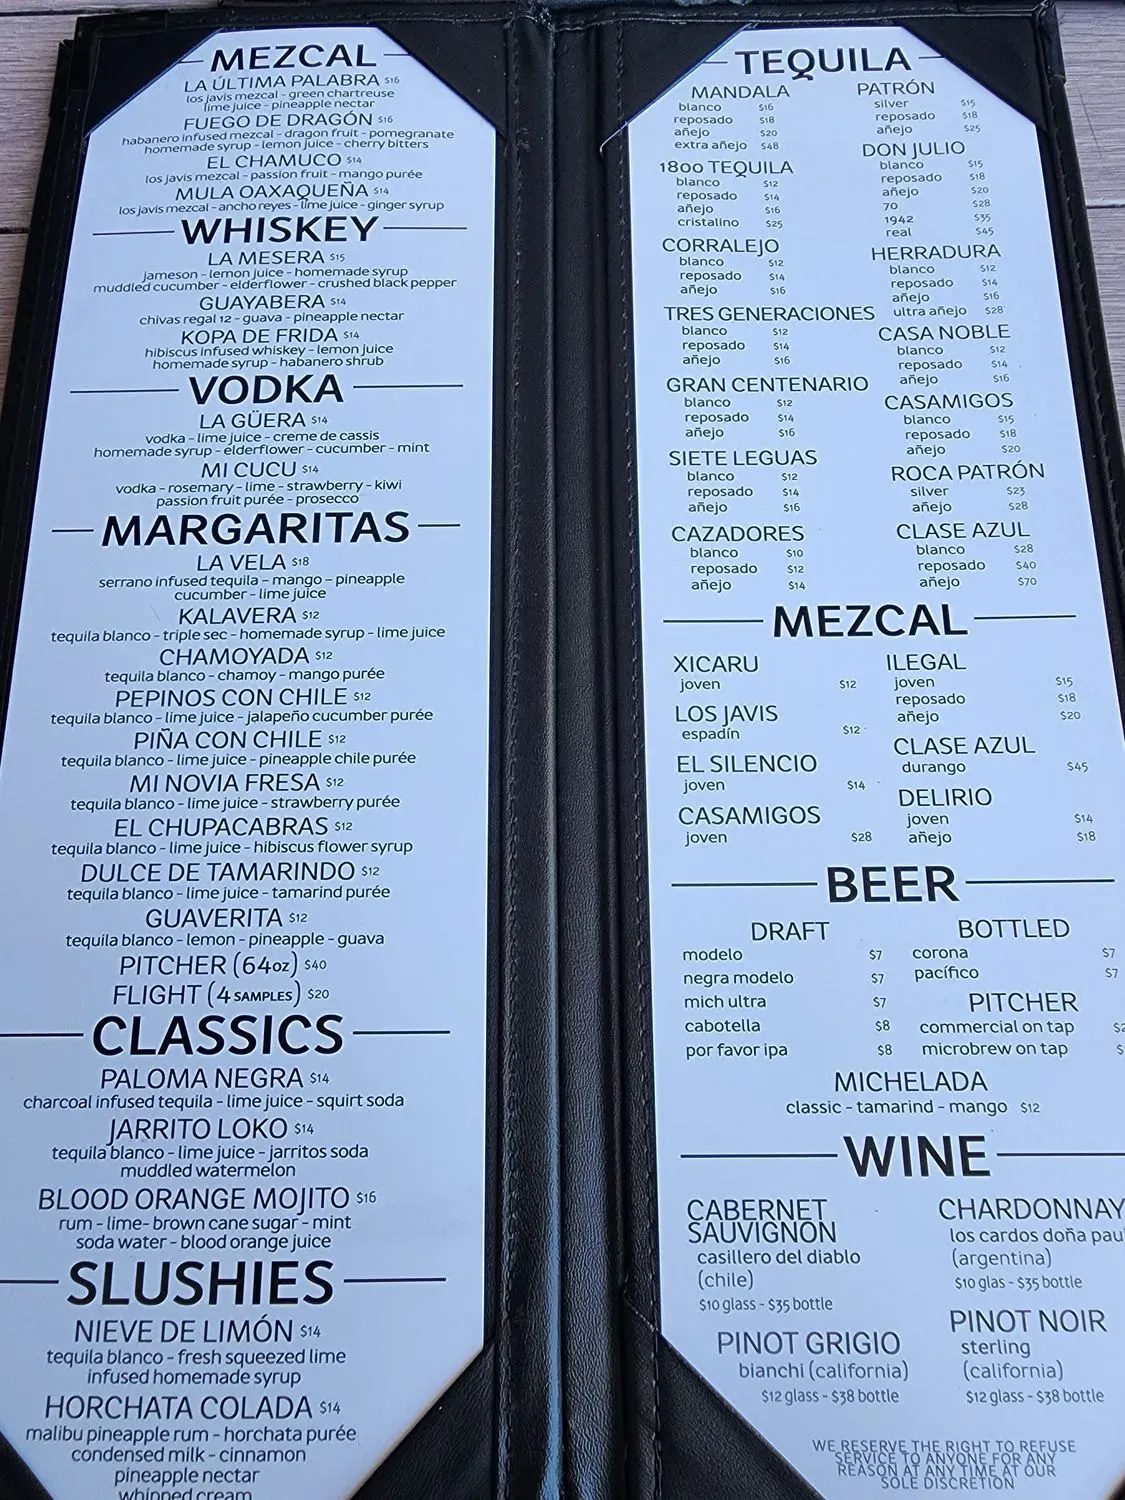 MEZCAL
LA ÚLTIMA PALABRA $16
los javis mezcal - green chartreuse
lime juice - pineapple nectar
FUEGO DE DRAGÓN $16
habanero infused mezcal - dragon fruit - pomegranate
homemade syrup - lemon juice - cherry bitters
EL CHAMUCO $14
los javis mezcal - passion fruit - mango purée
MULA OAXAQUEÑA $14
los javis mezcal - ancho reyes - lime juice - ginger syrup
WHISKEY
LA MESERA $15
jameson - lemon juice - homemade syrup
muddled cucumber - elderflower - crushed black pepper
GUAYABERA $14
chivas regal 12 - guava - pineapple nectar
KOPA DE FRIDA $14
hibiscus infused whiskey - lemon juice
homemade syrup - habanero shrub
VODKA
LA GÜERA $14
vodka - lime juice - creme de cassis
homemade syrup - elderflower - cucumber - mint
MI CUCU $14
vodka - rosemary - lime - strawberry - kiwi
passion fruit purée - prosecco
MARGARITAS
LA VELA $18
serrano infused tequila - mango - pineapple
cucumber - lime juice
KALAVERA $12
tequila blanco - triple sec - homemade syrup - lime juice
CHAMOYADA $12
tequila blanco - chamoy - mango purée
PEPINOS CON CHILE $12
tequila blanco - lime juice - jalapeño cucumber purée
PIÑA CON CHILE $12
tequila blanco - lime juice - pineapple chile purée
MI NOVIA FRESA $12
tequila blanco - lime juice - strawberry purée
EL CHUPACABRAS $12
tequila blanco - lime juice - hibiscus flower syrup
DULCE DE TAMARINDO $12
tequila blanco - lime juice - tamarind purée
GUAVERITA $12
tequila blanco - lemon - pineapple - guava
PITCHER (64oz) $40
FLIGHT (4 SAMPLES) $20
CLASSICS
PALOMA NEGRA $14
charcoal infused tequila - lime juice - squirt soda
JARRITO LOKO $14
tequila blanco - lime juice - jarritos soda
muddled watermelon
BLOOD ORANGE MOJITO $16
rum - lime- brown cane sugar - mint
soda water - blood orange juice
SLUSHIES
NIEVE DE LIMÓN $14
tequila blanco - fresh squeezed lime
infused homemade syrup
HORCHATA COLADA $14
malibu pineapple rum - horchata purée
condensed milk - cinnamon
pineapple nectar
whipped cream
TEQUILA
MANDALA
blanco $16
reposado $18
añejo $20
extra añejo $48
1800 TEQUILA
blanco $12
reposado $14
añejo $16
cristalino $25
CORRALEJO
blanco $12
reposado $14
añejo $16
TRES GENERACIONES
blanco $12
reposado $14
añejo $16
GRAN CENTENARIO
blanco $12
reposado $14
añejo $16
SIETE LEGUAS
blanco $12
reposado $14
añejo $16
CAZADORES
blanco $10
reposado $12
añejo $14
PATRÓN
silver $15
reposado $18
añejo $25
DON JULIO
blanco $15
reposado $18
añejo $20
70 $28
1942 $35
real $45
HERRADURA
blanco $12
reposado $14
añejo $16
ultra añejo $28
CASA NOBLE
blanco $12
reposado $14
añejo $16
CASAMIGOS
blanco $15
reposado $18
añejo $20
ROCA PATRÓN
silver $23
añejo $28
CLASE AZUL
blanco $28
reposado $40
añejo $70
MEZCAL
XICARU
joven $12
LOS JAVIS
espadín $12
EL SILENCIO
joven $14
CASAMIGOS
joven $28
ILEGAL
joven $15
reposado $18
añejo $20
CLASE AZUL
durango $45
DELIRIO
joven $14
añejo $18
BEER
DRAFT
modelo $7
negra modelo $7
mich ultra $7
cabotella $8
por favor ipa $8
BOTTLED
corona $7
pacífico $7
PITCHER
commercial on tap
microbrew on tap
MICHELADA
classic - tamarind - mango $12
WINE
CABERNET
SAUVIGNON
casillero del diablo
(chile)
$10 glass - $35 bottle
PINOT GRIGIO
bianchi (california)
$12 glass - $38 bottle
CHARDONNAY
los cardos doña pau
(argentina)
$10 glas - $35 bottle
PINOT NOIR
sterling
(california)
$12 glass - $38 bottle
WE RESERVE THE RIGHT TO REFUSE
SERVICE TO ANYONE FOR ANY
REASON AT ANY TIME AT OUR
SOLE DISCRETION